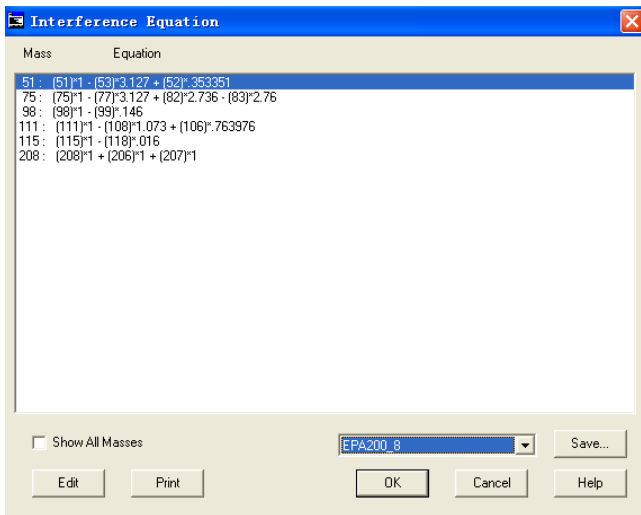 Interference Equation
Mass Equation
51 : (51)*1 - (53)*3.127 + (52)*.353351
75 : (75)*1 - (77)*3.127 + (82)*2.736 - (83)*2.76
98 : (98)*1 - (99)*.146
111 : (111)*1 - (108)*1.073 + (106)*.763976
115 : (115)*1 - (118)*.016
208 : (208)*1 + (206)*1 + (207)*1
Show All Masses EPA200_8 Save...
Edit Print OK Cancel Help